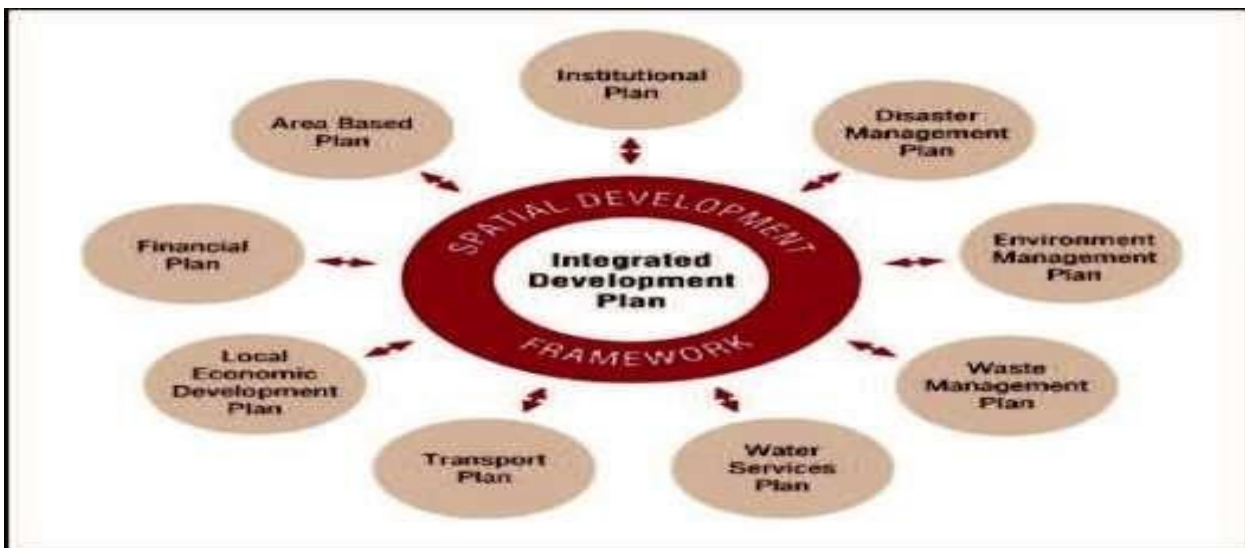 Institutional
Plan
Disaster
Management
Plan
Environment
Management
Plan
Waste
Management
Plan
Water
Services
Plan
Transport
Plan
Local
Economic
Development
Plan
Financial
Plan
Area Based
Plan
SPATIAL DEVELOPMENT
FRAMEWORK
Integrated
Development
Plan